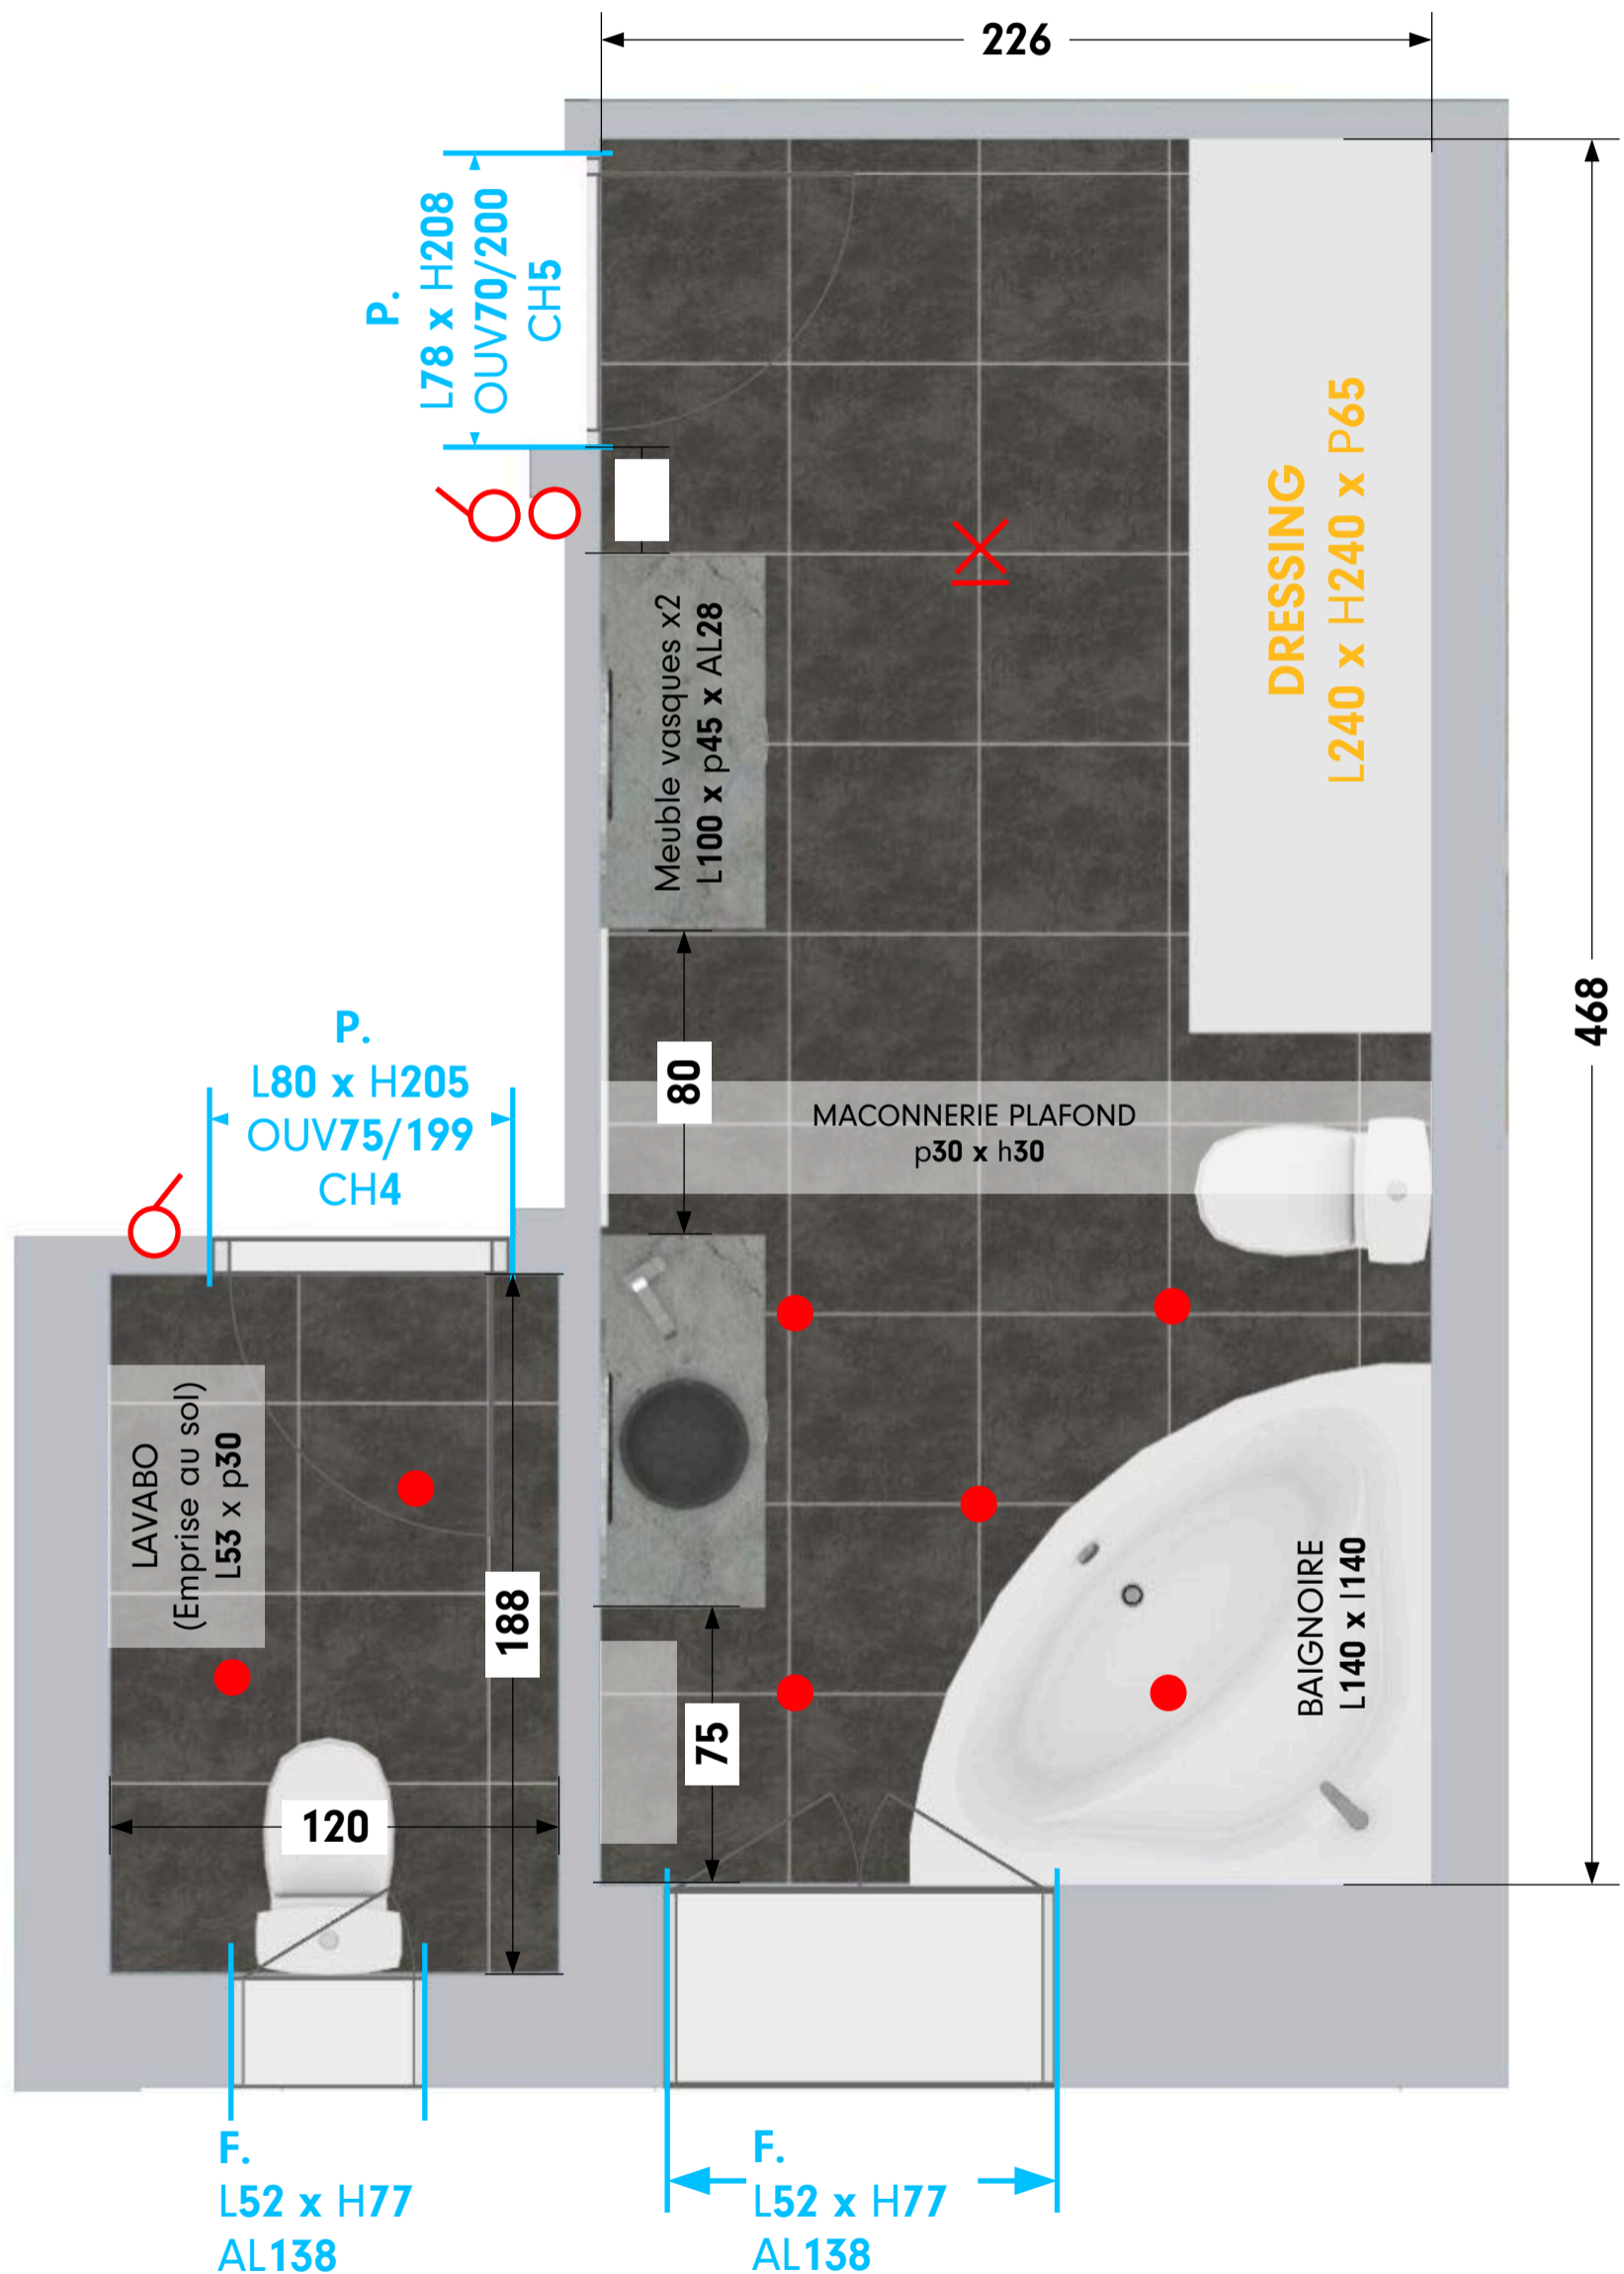 226
P.
L78 x H208
OUV70/200
CH5
DRESSING
L240 x H240 x P65
Meuble vasques x2
L100 x p45 x AL28
468
P.
L80 x H205
OUV75/199
CH4
80
MACONNERIE PLAFOND
p30 x h30
LAVABO
(Emprise au sol)
L53 x p30
188
BAIGNOIRE
L140 x l140
75
120
F.
L52 x H77
AL138
F.
L52 x H77
AL138